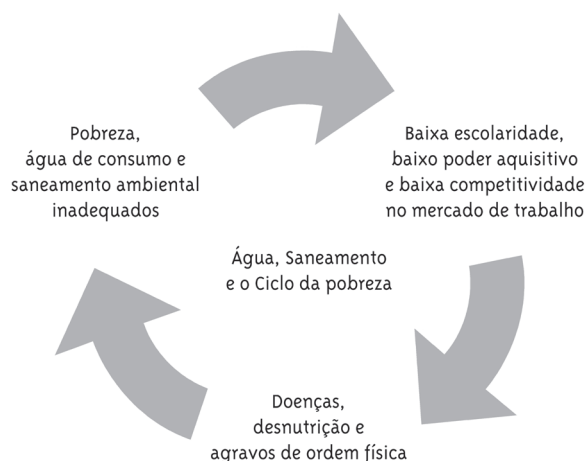 Pobreza,
água de consumo e
saneamento ambiental
inadequados
Baixa escolaridade,
baixo poder aquisitivo
e baixa competitividade
no mercado de trabalho
Água, Saneamento
e o Ciclo da pobreza
Doenças,
desnutrição e
agravos de ordem física